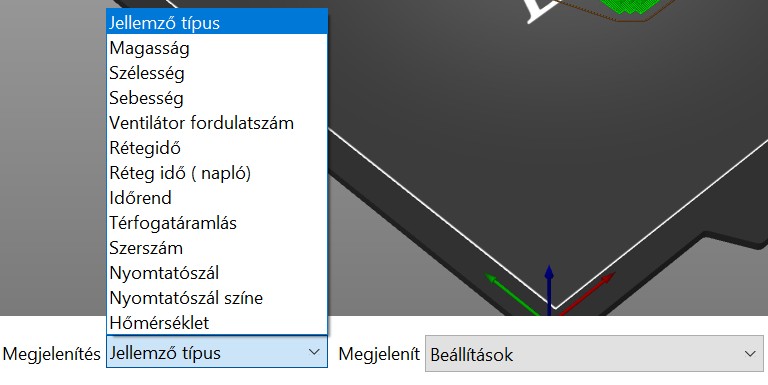 Jellemző típus
Magasság
Szélesség
Sebesség
Ventilátor fordulatszám
Rétegidő
Réteg idő ( napló)
Időrend
Térfogatáramlás
Szerszám
Nyomtatószál
Nyomtatószál színe
Hőmérséklet
Megjelenítés Jellemző típus Megjelenít Beállítások